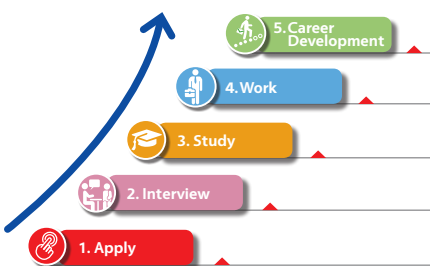 5. Career
Development
4. Work
3. Study
2. Interview
1. Apply